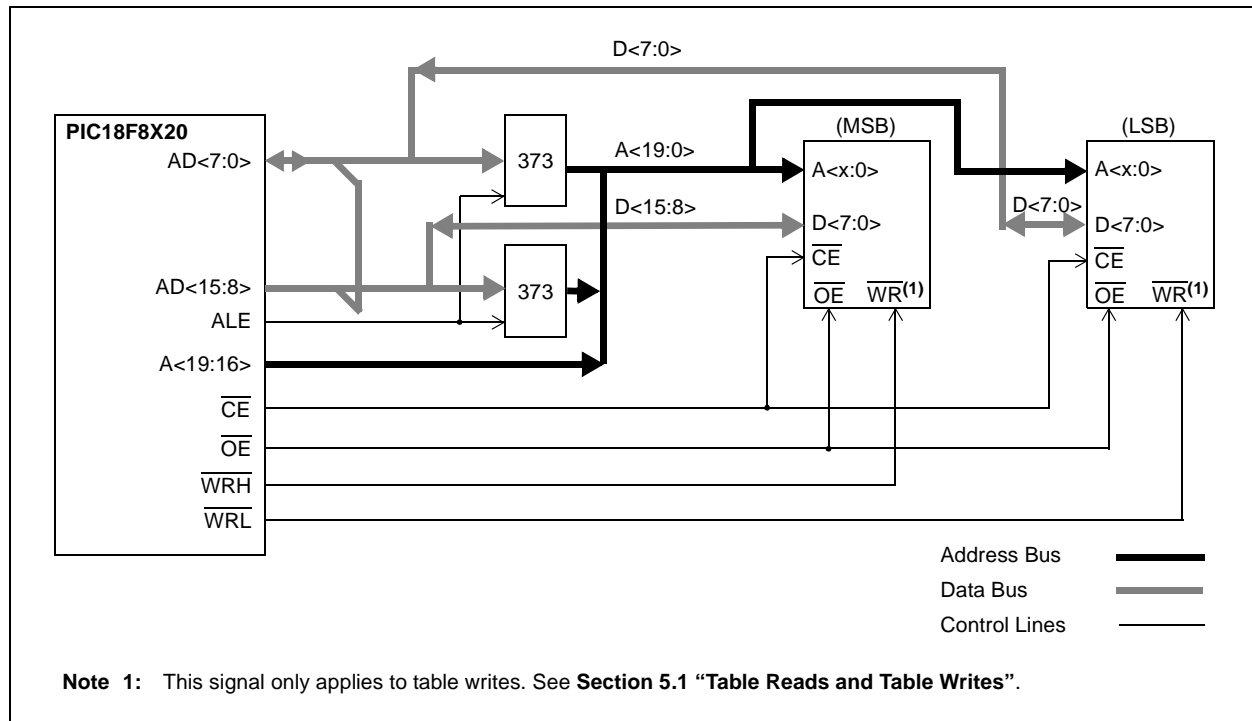 D<7:0>
PIC18F8X20
AD<7:0>
373
A<19:0>
(MSB)
A<x:0>
(LSB)
A<x:0>
D<15:8>
D<7:0>
D<7:0>
D<7:0>
CE
CE
OE WR(1)
OE WR(1)
AD<15:8>
373
ALE
A<19:16>
CE
OE
WRH
WRL
Address Bus
Data Bus
Control Lines
Note 1: This signal only applies to table writes. See Section 5.1 “Table Reads and Table Writes”.